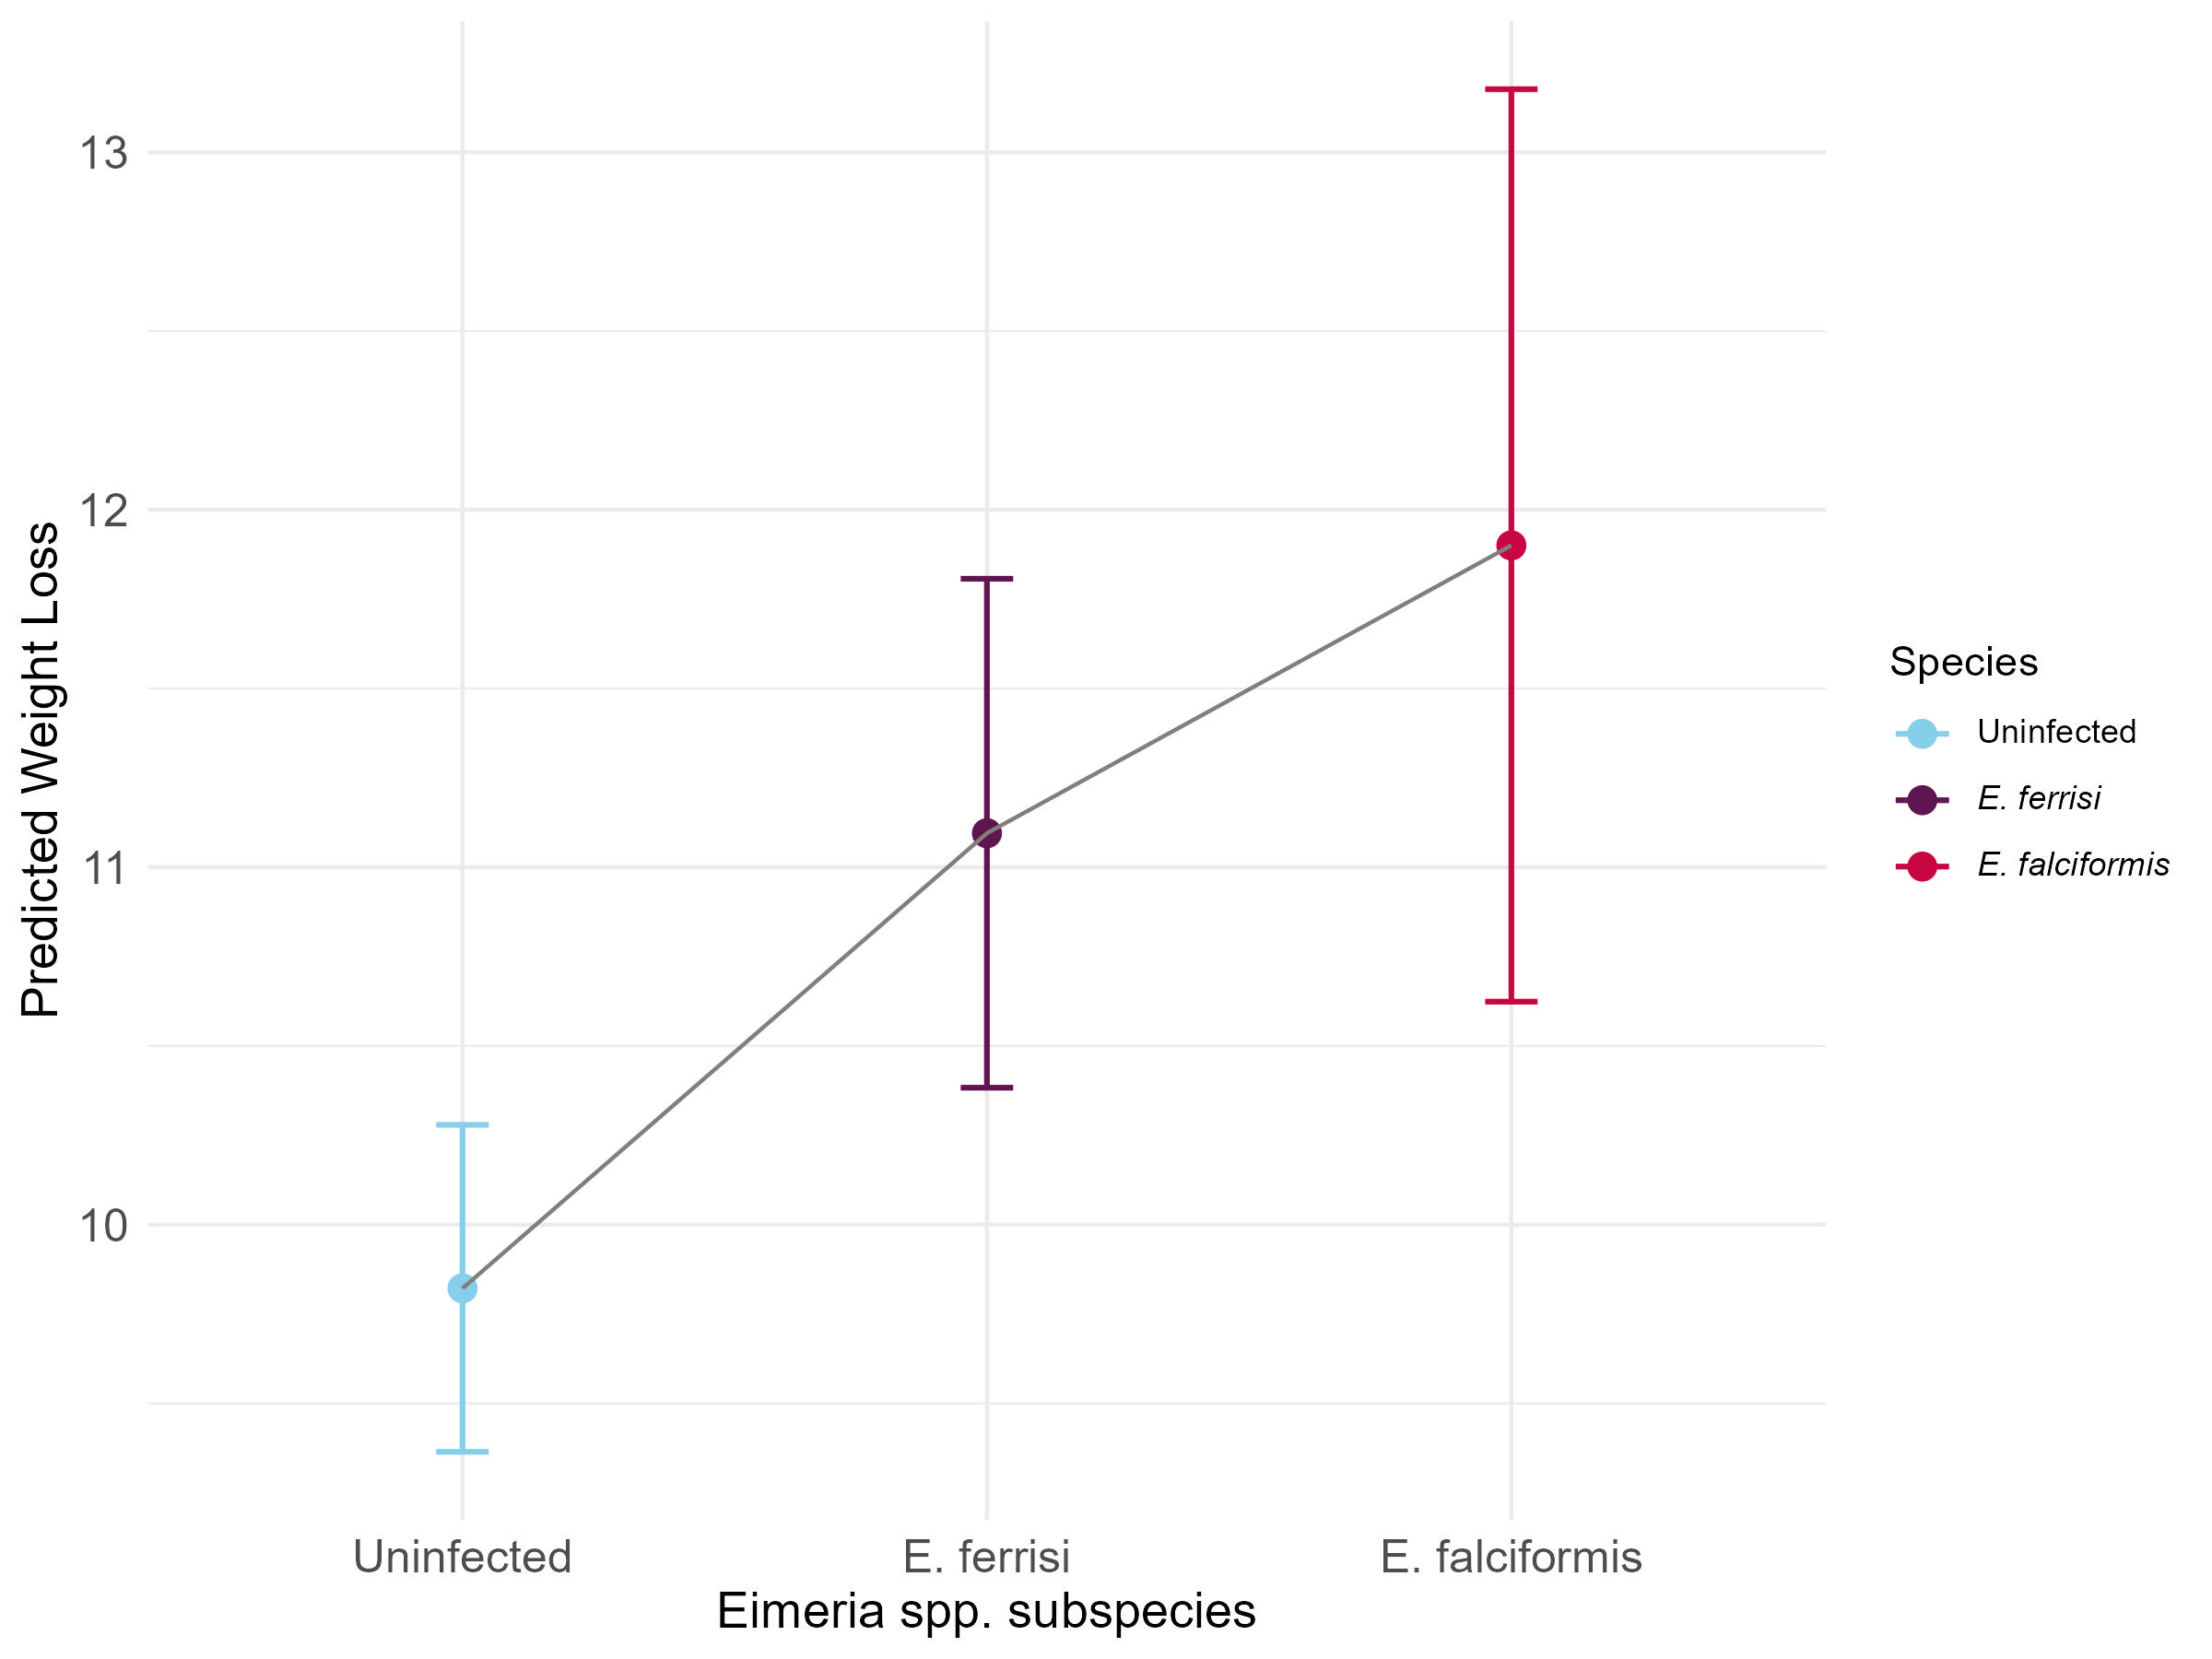 13
12
11
10
Predicted Weight Loss
Uninfected
E. ferrisi
E. falciformis
Eimeria spp. subspecies
Species
Uninfected
E. ferrisi
E. falciformis